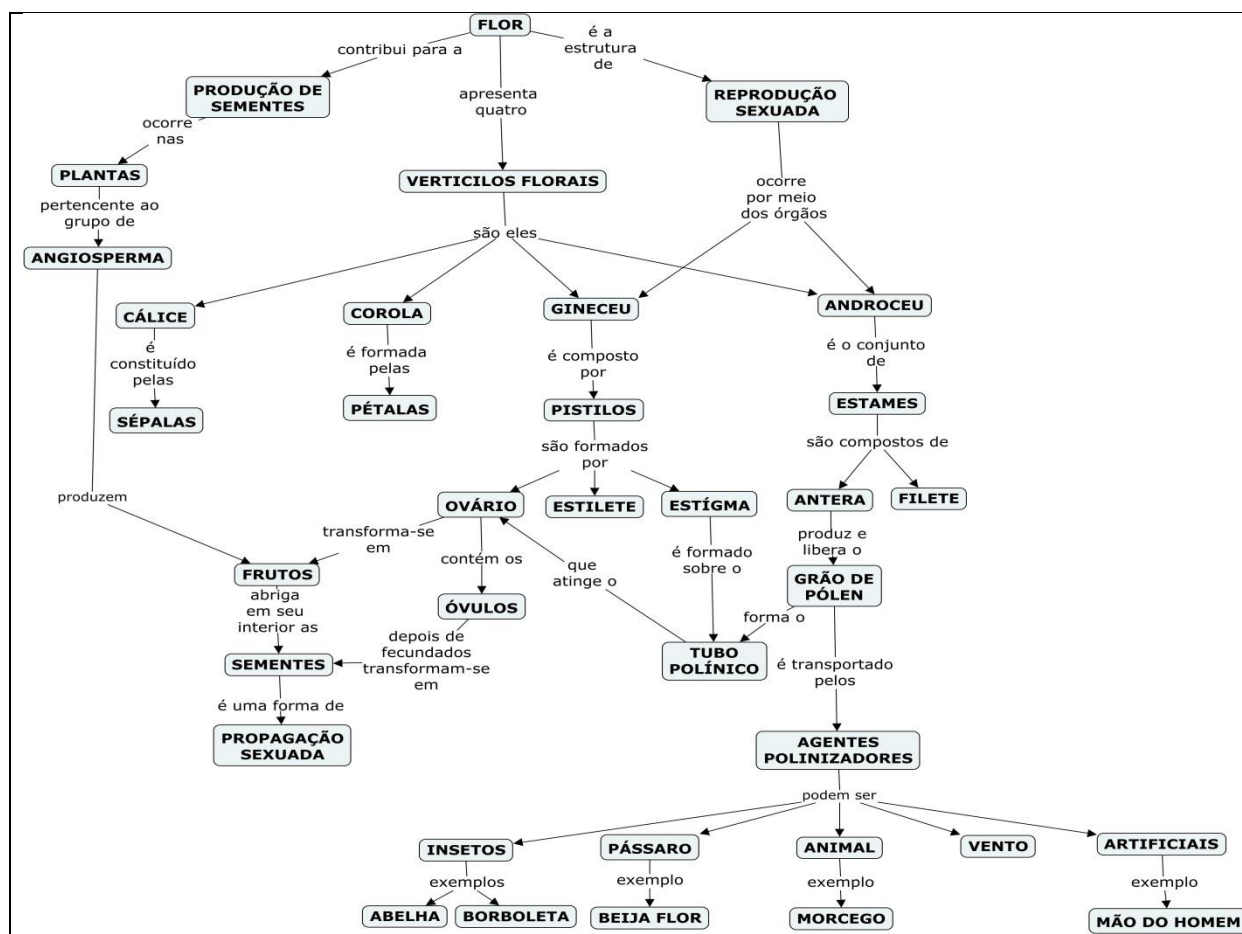 FLOR
contribui para a
é a
estrutura
de
PRODUÇÃO DE
SEMENTES
apresenta
quatro
REPRODUÇÃO
SEXUADA
ocorre
nas
PLANTAS
VERTICILOS FLORAIS
ocorre
por meio
dos órgãos
pertencente ao
grupo de
são eles
ANGIOSPERMA
CÁLICE
COROLA
GINECEU
ANDROCEU
é
constituído
pelas
é formada
pelas
é composto
por
é o conjunto
de
SÉPALAS
PÉTALAS
PISTILOS
ESTAMES
são formados
por
são compostos de
produzem
OVÁRIO
ESTILETE
ESTÍGMA
ANTERA
FILETE
transforma-se
em
contém os
que
atinge o
é formado
sobre o
produz e
libera o
FRUTOS
GRÃO DE
PÓLEN
abriga
em seu
interior as
ÓVULOS
forma o
depois de
fecundados
transformam-se
em
SEMENTES
TUBO
POLÍNICO
é transportado
pelos
é uma forma de
PROPAGAÇÃO
SEXUADA
AGENTES
POLINIZADORES
podem ser
INSETOS
PÁSSARO
ANIMAL
VENTO
ARTIFICIAIS
exemplos
exemplo
exemplo
exemplo
ABELHA
BORBOLETA
BEIJA FLOR
MORCEGO
MÃO DO HOMEM